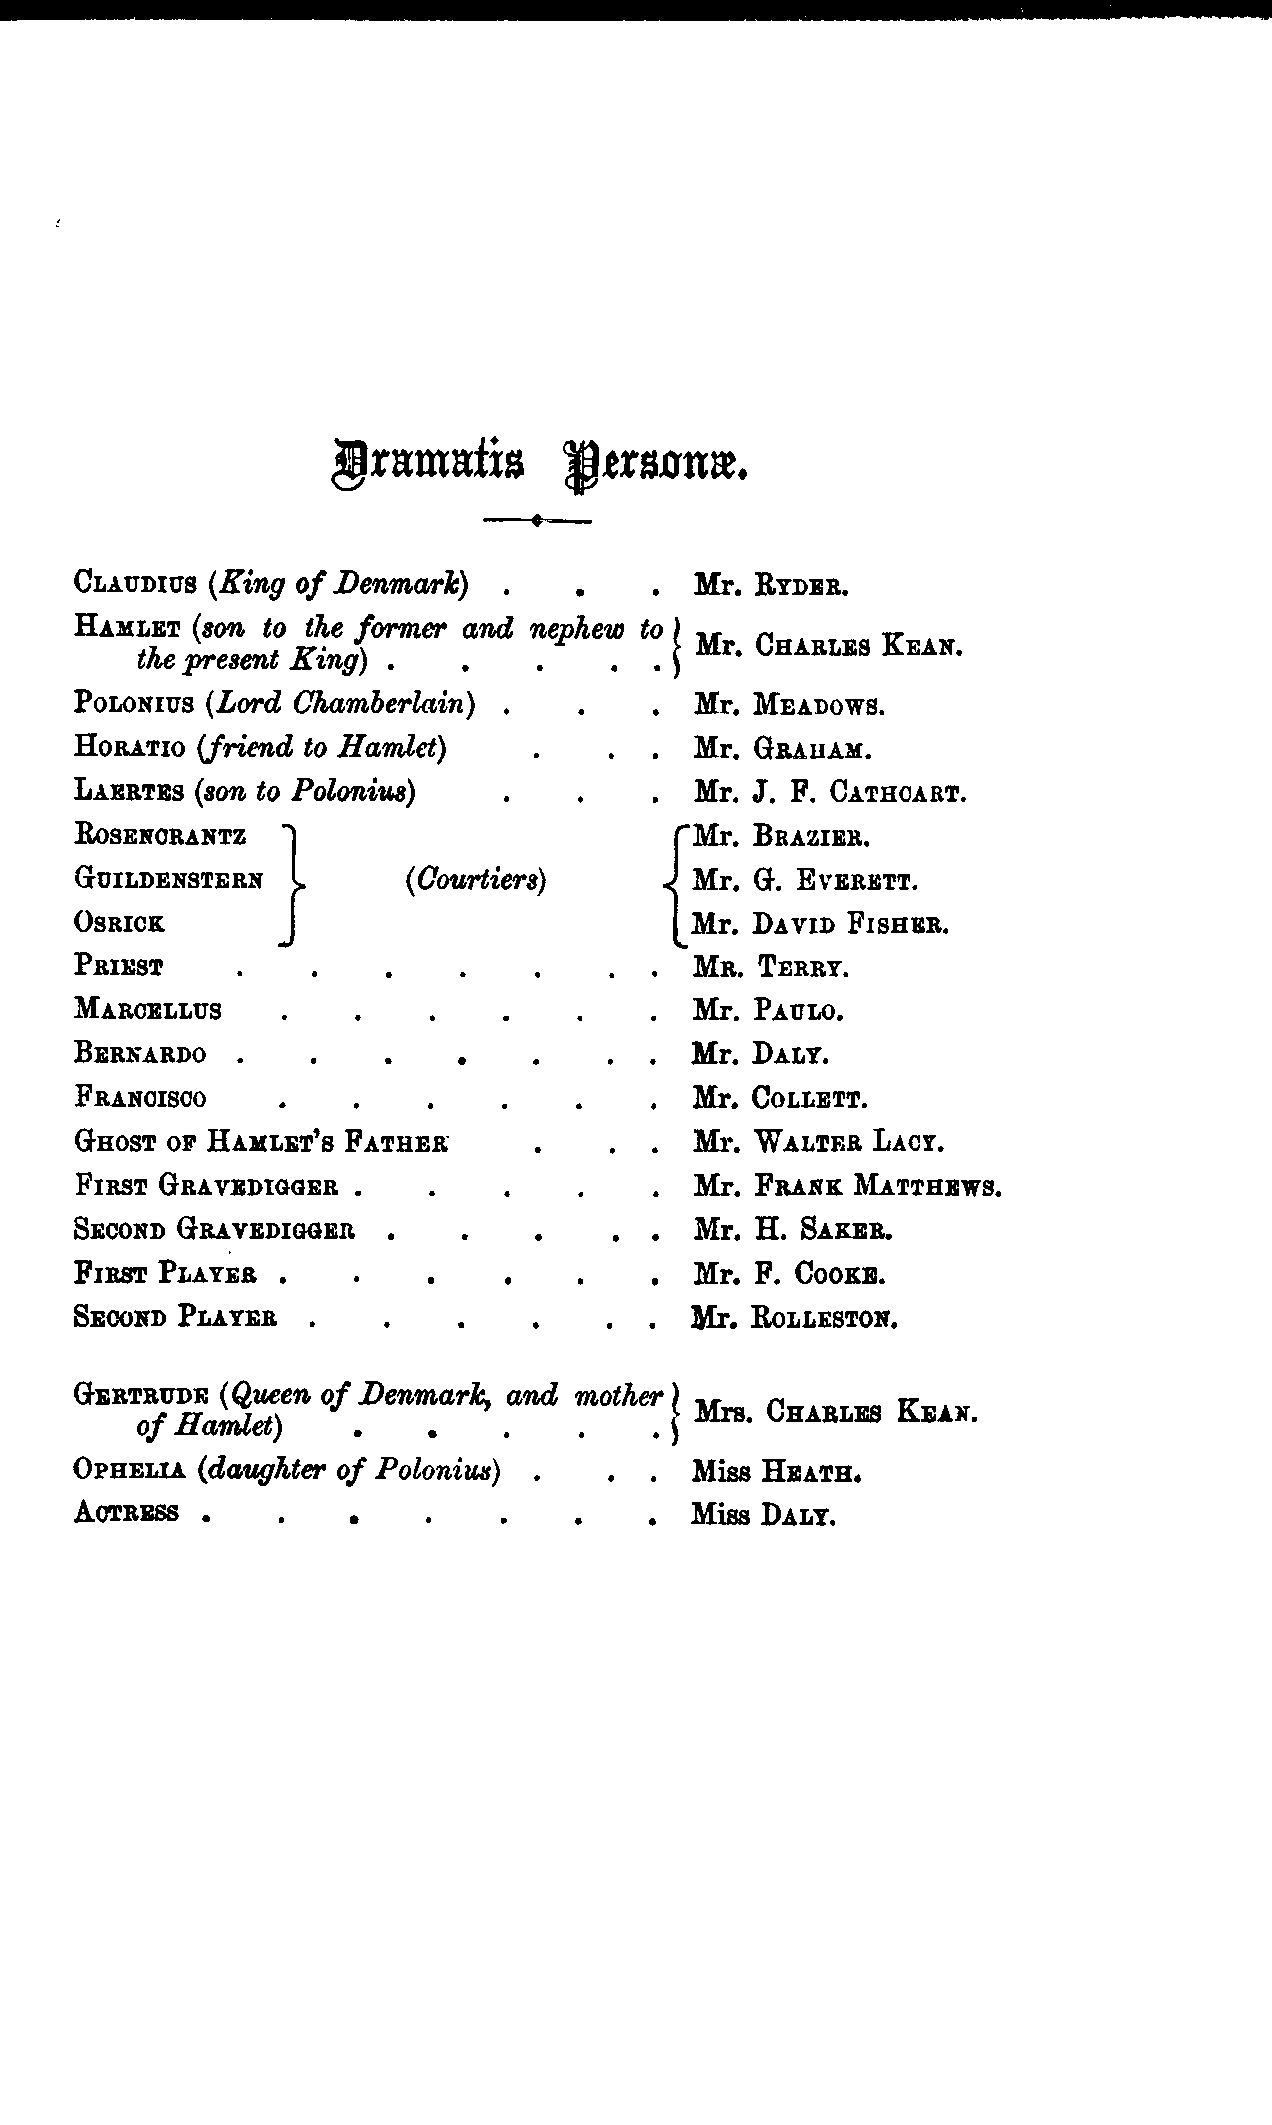 Dramatis Personæ.
CLAUDIUS (King of Denmark) . . . Mr. RYDER.
HAMLET (son to the former and nephew to
the present King) . . . . . } Mr. CHARLES KEAN.
POLONIUS (Lord Chamberlain) . . . Mr. MEADOWS.
HORATIO (friend to Hamlet) . . . Mr. GRAHAM.
LAERTES (son to Polonius) . . . Mr. J. F. CATHCART.
ROSENCRANTZ } { Mr. BRAZIER.
GUILDENSTERN } (Courtiers) { Mr. G. EVERETT.
OSRICK } { Mr. DAVID FISHER.
PRIEST . . . . . . . MR. TERRY.
MARCELLUS . . . . . . Mr. PAULO.
BERNARDO . . . . . . . Mr. DALY.
FRANCISCO . . . . . . Mr. COLLETT.
GHOST OF HAMLET'S FATHER . . . Mr. WALTER LACY.
FIRST GRAVEDIGGER . . . . . Mr. FRANK MATTHEWS.
SECOND GRAVEDIGGER . . . . . Mr. H. SAKER.
FIRST PLAYER . . . . . . Mr. F. COOKE.
SECOND PLAYER . . . . . . Mr. ROLLESTON.
GERTRUDE (Queen of Denmark, and mother
of Hamlet) . . . . . } Mrs. CHARLES KEAN.
OPHELIA (daughter of Polonius) . . . Miss HEATH.
ACTRESS . . . . . . . Miss DALY.